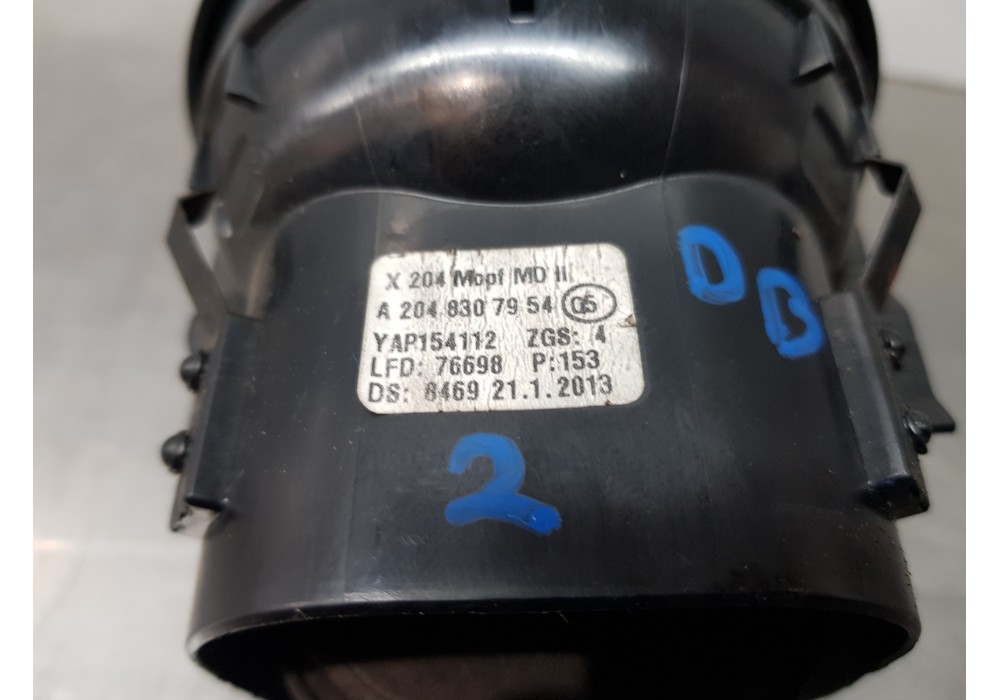 X 204 Mopf MD II
A 204 830 79 54 05
YAP154112 ZGS: 4
LFD: 76698 P:153
DS: 8469 21.1.2013
D
B
2